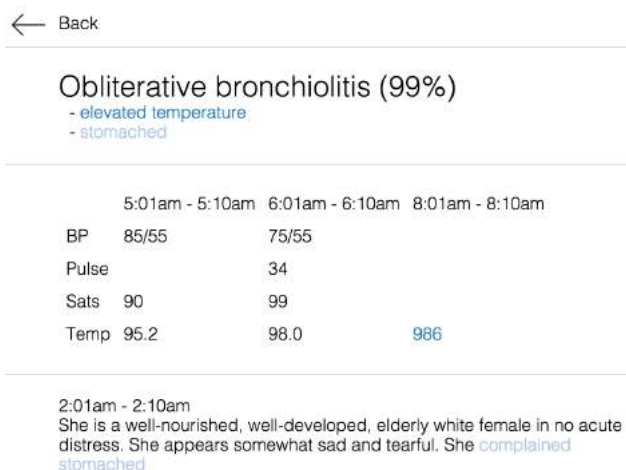 Back
Obliterative bronchiolitis (99%)
- elevated temperature
- stomached
5:01am - 5:10am 6:01am - 6:10am 8:01am - 8:10am
BP 85/55 75/55
Pulse 34
Sats 90 99
Temp 95.2 98.0 986
2:01am - 2:10am
She is a well-nourished, well-developed, elderly white female in no acute
distress. She appears somewhat sad and tearful. She complained
stomached